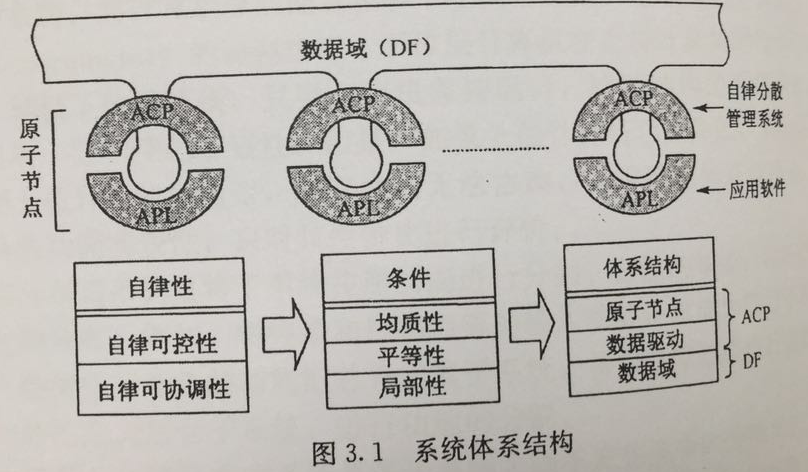 数据域（DF）
ACP
ACP
ACP
自律分散
管理系统
原子节点
APL
APL
APL
应用软件
自律性
自律可控性
自律可协调性
条件
均质性
平等性
局部性
体系结构
原子节点
数据驱动
数据域
ACP
DF
图 3.1 系统体系结构